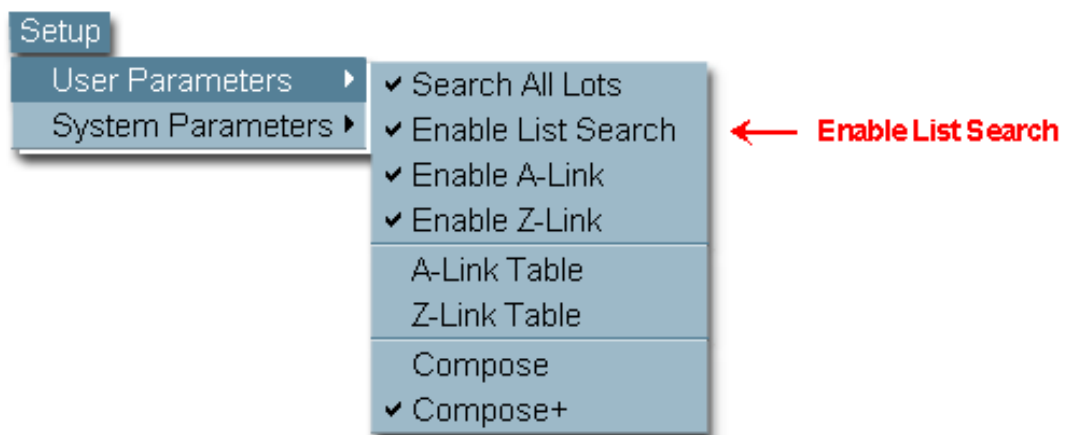 Setup
User Parameters
System Parameters
Search All Lots
Enable List Search
Enable A-Link
Enable Z-Link
A-Link Table
Z-Link Table
Compose
Compose+
Enable List Search